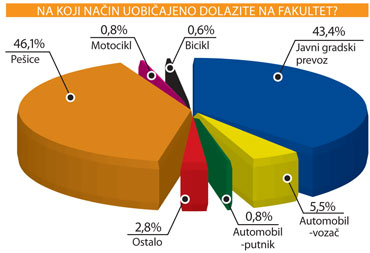 NA KOJI NAČIN UOBIČAJENO DOLAZITE NA FAKULTET?
46,1%
Pešice
0,8%
Motocikl
0,6%
Bicikl
43,4%
Javni gradski
prevoz
2,8%
Ostalo
0,8%
Automobil
-putnik
5,5%
Automobil
-vozač